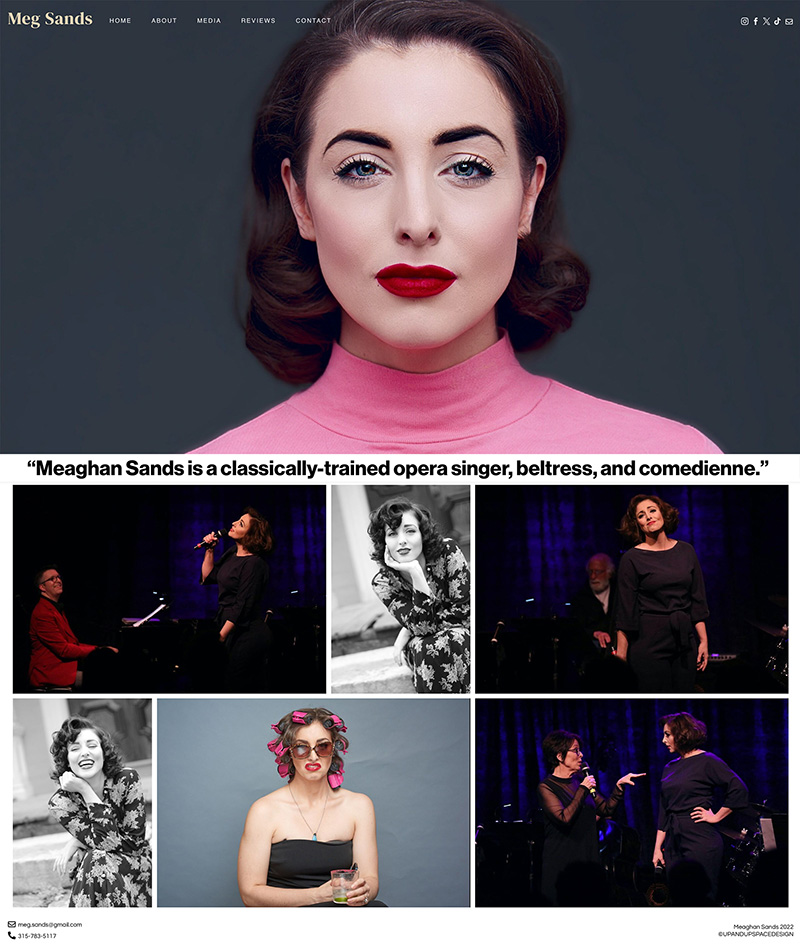 Meg Sands HOME ABOUT MEDIA REVIEWS CONTACT
“Meaghan Sands is a classically-trained opera singer, beltress, and comedienne.”
meg.sands@gmail.com
315-783-5117
Meaghan Sands 2022
©UPANDUPSPACEDESIGN